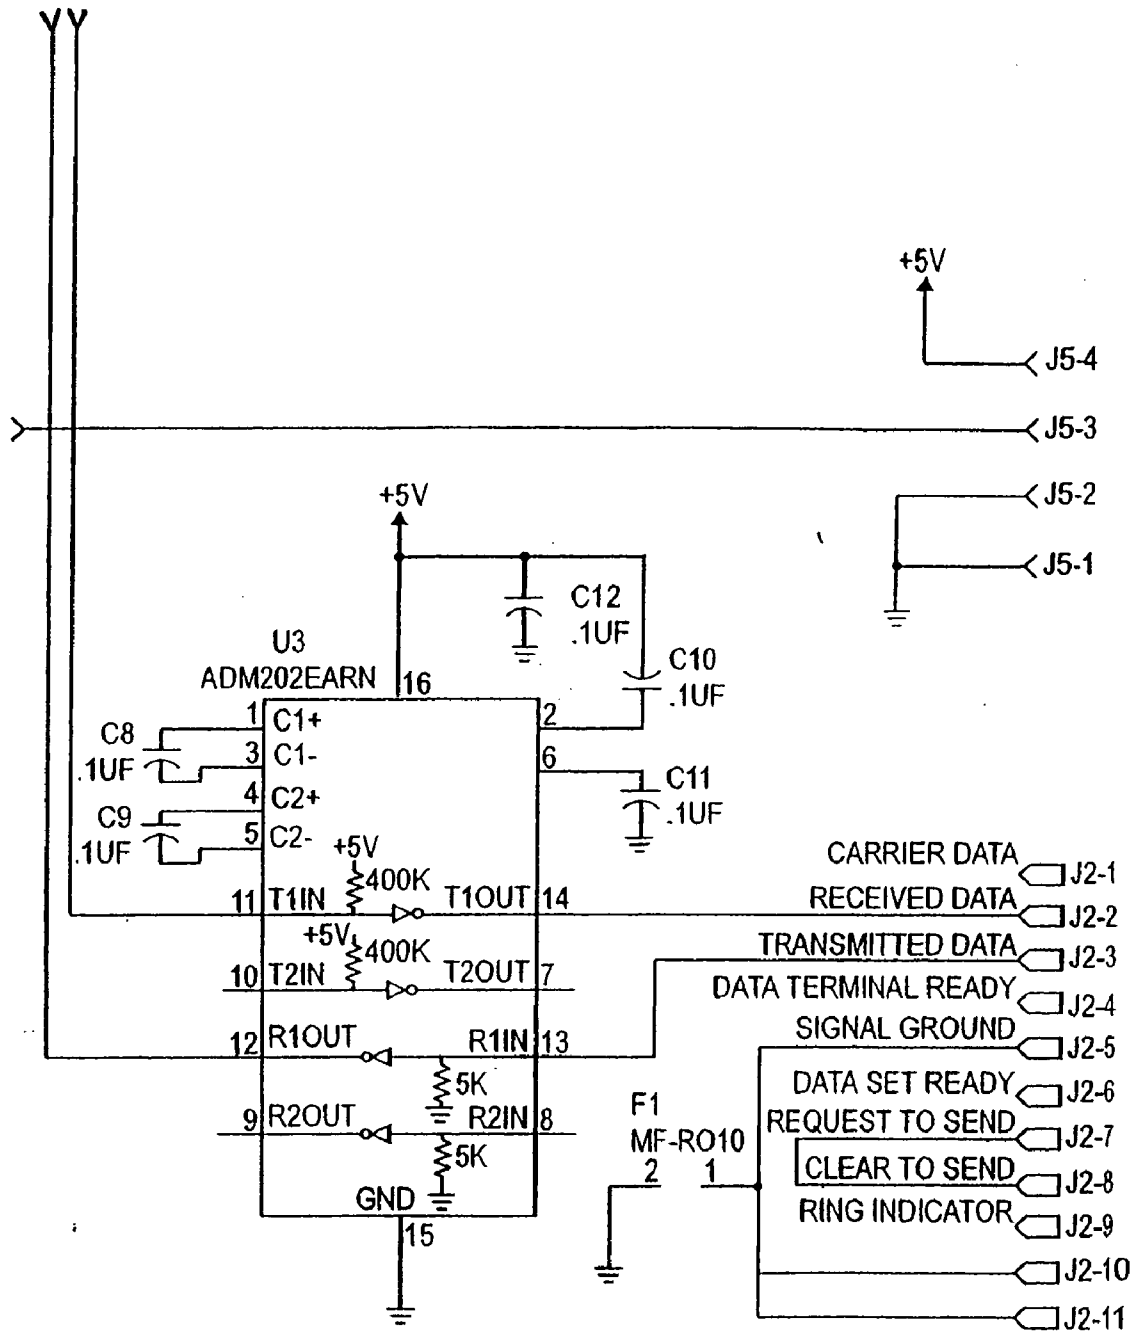 +5V
J5-4
J5-3
J5-2
J5-1
+5V
C12
.1UF
C10
.1UF
U3
ADM202EARN
16
1
C1+
2
C8
.1UF
3
C1-
6
C11
.1UF
4
C2+
C9
.1UF
5
C2-
+5V
400K
11
T1IN
T1OUT
14
+5V
400K
10
T2IN
T2OUT
7
12
R1OUT
R1IN
13
5K
9
R2OUT
R2IN
8
5K
GND
15
CARRIER DATA
J2-1
RECEIVED DATA
J2-2
TRANSMITTED DATA
J2-3
DATA TERMINAL READY
J2-4
SIGNAL GROUND
J2-5
DATA SET READY
J2-6
REQUEST TO SEND
J2-7
CLEAR TO SEND
J2-8
RING INDICATOR
J2-9
J2-10
J2-11
F1
MF-RO10
2
1